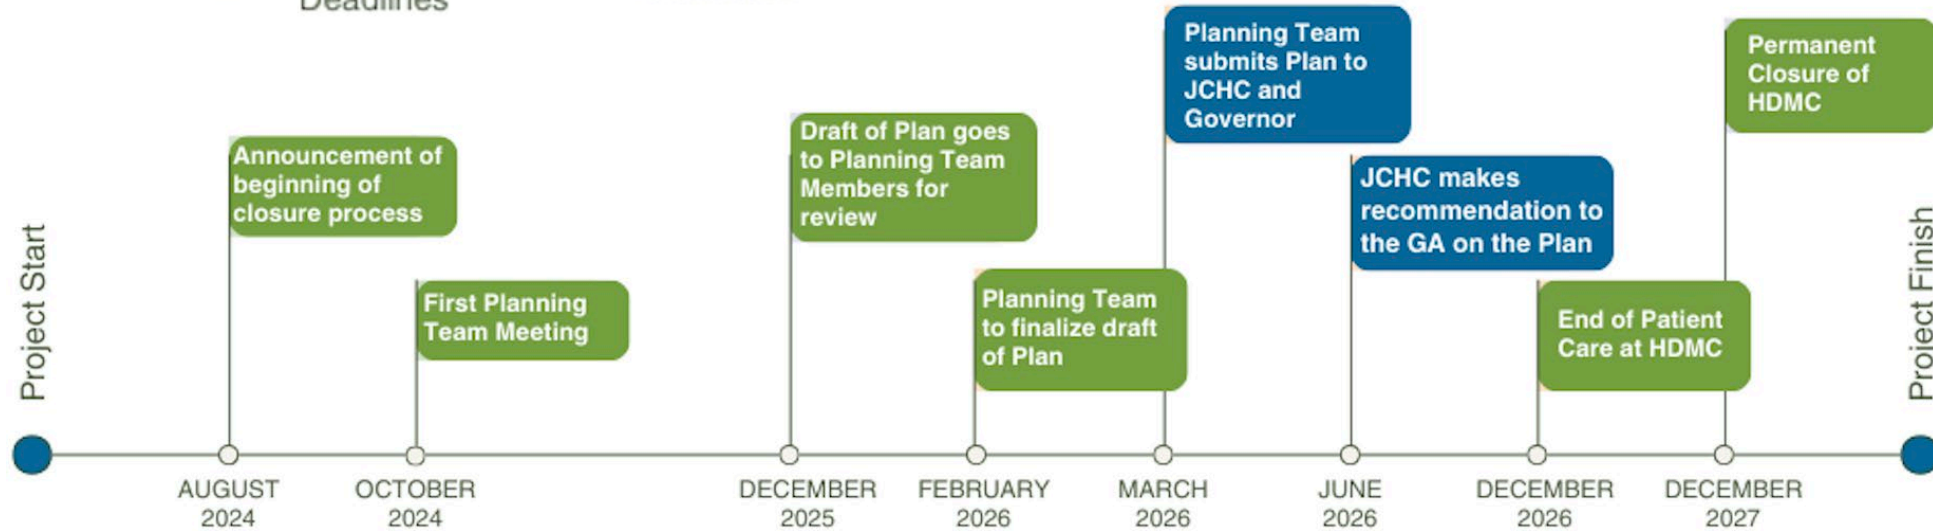 Deadlines
Planning Team
submits Plan to
JCHC and
Governor
Permanent
Closure of
HDMC
Announcement of
beginning of
closure process
Draft of Plan goes
to Planning Team
Members for
review
JCHC makes
recommendation to
the GA on the Plan
First Planning
Team Meeting
Planning Team
to finalize draft
of Plan
End of Patient
Care at HDMC
Project Start
Project Finish
AUGUST
2024
OCTOBER
2024
DECEMBER
2025
FEBRUARY
2026
MARCH
2026
JUNE
2026
DECEMBER
2026
DECEMBER
2027